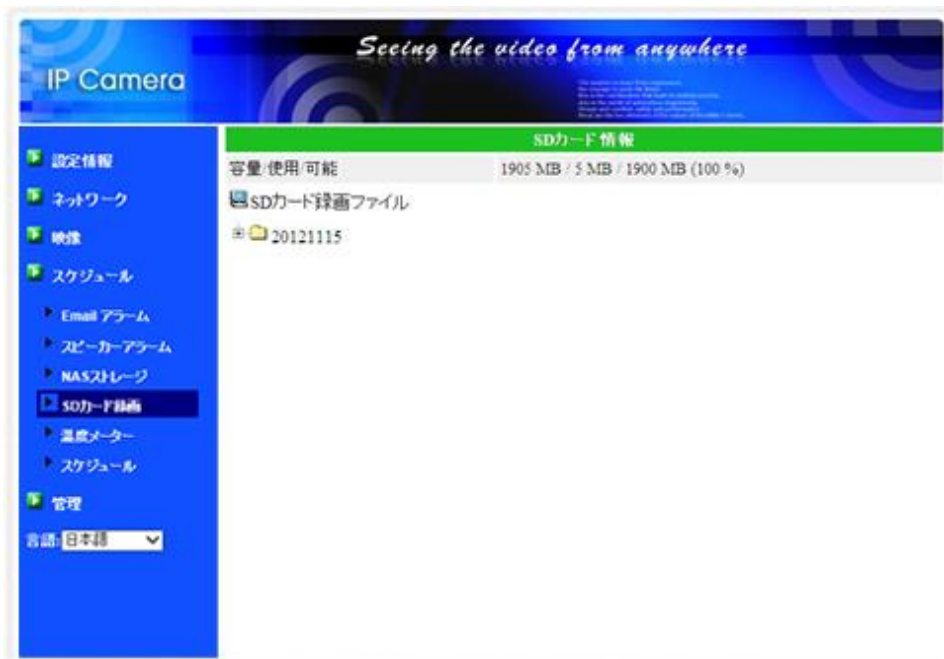 Seeing the video from anywhere
IP Camera
SDカード情報
容量/使用/可能 1905 MB / 5 MB / 1900 MB (100 %)
SDカード録画ファイル
20121115
設定情報
ネットワーク
映像
スケジュール
Email アラーム
スピーカーアラーム
NASストレージ
SDカード録画
温度メーター
スケジュール
管理
言語: 日本語